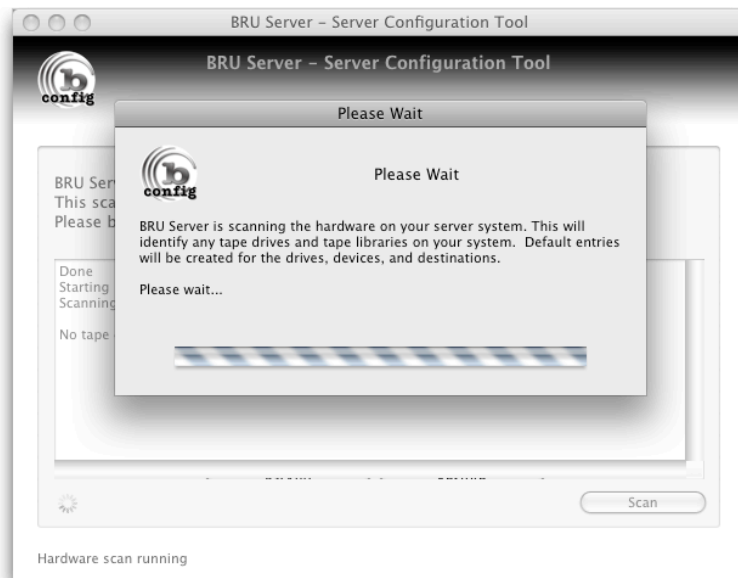 BRU Server – Server Configuration Tool
BRU Server – Server Configuration Tool
b
config
Please Wait
b
config
Please Wait
BRU Server is scanning the hardware on your server system. This will
identify any tape drives and tape libraries on your system. Default entries
will be created for the drives, devices, and destinations.
Please wait...
BRU
This
Please
Done
Starting
Scanning
No tape
Scan
Hardware scan running